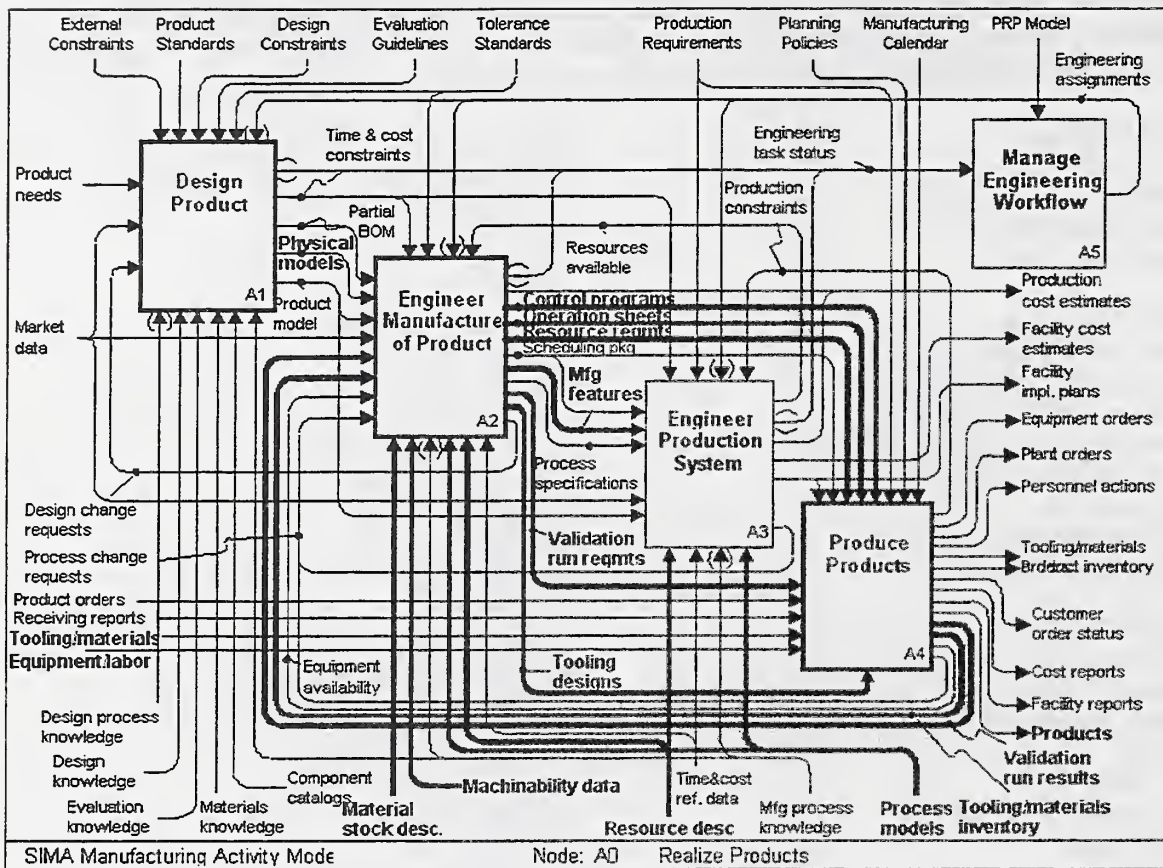 External Constraints
Product Standards
Design Constraints
Evaluation Guidelines
Tolerance Standards
Production Requirements
Planning Policies
Manufacturing Calendar
PRP Model
Engineering assignments
Time & cost constraints
Engineering task status
Manage Engineering Workflow
A5
Product needs
Design Product
A1
Partial BOM
Physical models
Product model
Production constraints
Resources available
Market data
Engineer Manufacture of Product
A2
Control programs
Operation sheets
Resource reqmts
Scheduling pkg
Mfg features
Production cost estimates
Facility cost estimates
Facility impl. plans
Engineer Production System
A3
Equipment orders
Plant orders
Personnel actions
Process specifications
Design change requests
Process change requests
Validation run reqmts
Produce Products
A4
Tooling/materials
Brdduct inventory
Product orders
Receiving reports
Tooling/materials
Equipment/labor
Customer order status
Cost reports
Facility reports
Products
Equipment availability
Tooling designs
Validation run results
Design process knowledge
Design knowledge
Evaluation knowledge
Materials knowledge
Component catalogs
Material stock desc.
Machinability data
Resource desc
Time&cost ref. data
Mfg process knowledge
Process models
Tooling/materials inventory
SIMA Manufacturing Activity Mode
Node: A0
Realize Products